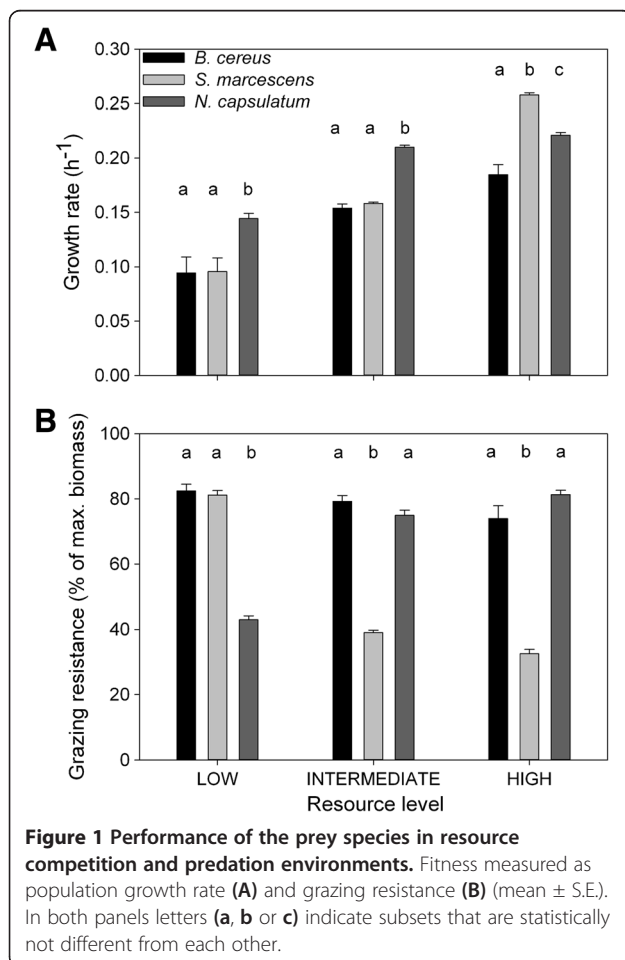 A
B. cereus
S. marcescens
N. capsulatum
a b c
a a b
a a b
0.30
0.25
0.20
0.15
0.10
0.05
0.00
Growth rate (h⁻¹)
B
a a b a b a a b a
100
80
60
40
20
0
Grazing resistance (% of max. biomass)
LOW INTERMEDIATE HIGH
Resource level
Figure 1 Performance of the prey species in resource
competition and predation environments. Fitness measured as
population growth rate (A) and grazing resistance (B) (mean ± S.E.).
In both panels letters (a, b or c) indicate subsets that are statistically
not different from each other.